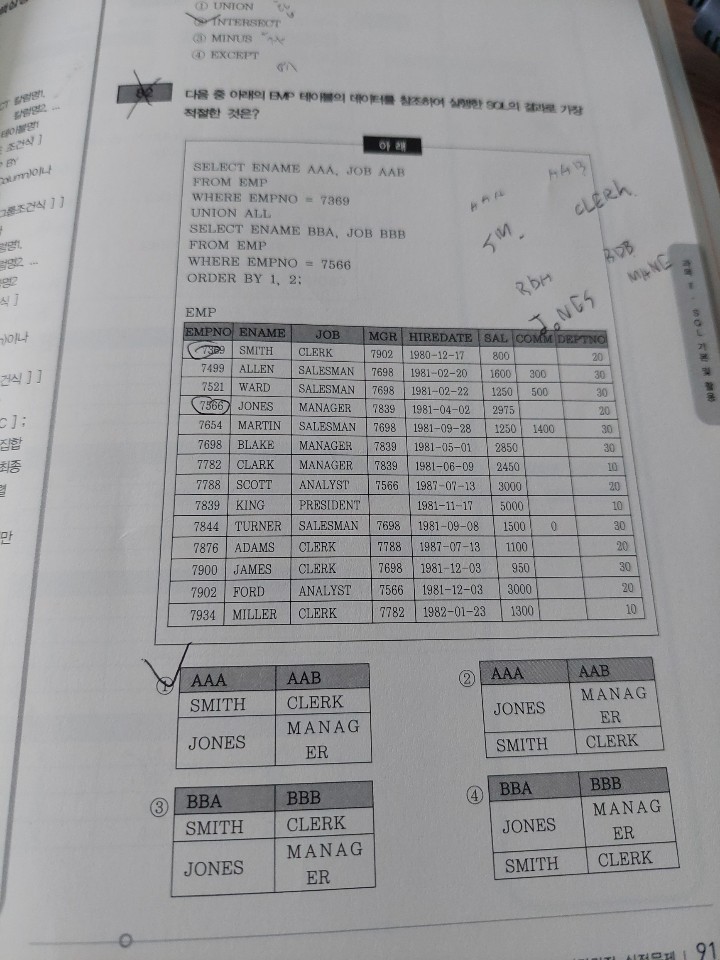 ① UNION
② INTERSECT
③ MINUS
④ EXCEPT
92
다음 중 아래의 EMP 테이블의 데이터를 참조하여 실행한 SQL의 결과로 가장
적절한 것은?
아 래
SELECT ENAME AAA, JOB AAB
FROM EMP
WHERE EMPNO = 7369
UNION ALL
SELECT ENAME BBA, JOB BBB
FROM EMP
WHERE EMPNO = 7566
ORDER BY 1, 2;
AAB
CLERK
SM.
BBA
JONES
EMP
EMPNO ENAME JOB MGR HIREDATE SAL COMM DEPTNO
7369 SMITH CLERK 7902 1980-12-17 800 20
7499 ALLEN SALESMAN 7698 1981-02-20 1600 300 30
7521 WARD SALESMAN 7698 1981-02-22 1250 500 30
7566 JONES MANAGER 7839 1981-04-02 2975 20
7654 MARTIN SALESMAN 7698 1981-09-28 1250 1400 30
7698 BLAKE MANAGER 7839 1981-05-01 2850 30
7782 CLARK MANAGER 7839 1981-06-09 2450 10
7788 SCOTT ANALYST 7566 1987-07-13 3000 20
7839 KING PRESIDENT 1981-11-17 5000 10
7844 TURNER SALESMAN 7698 1981-09-08 1500 0 30
7876 ADAMS CLERK 7788 1987-07-13 1100 20
7900 JAMES CLERK 7698 1981-12-03 950 30
7902 FORD ANALYST 7566 1981-12-03 3000 20
7934 MILLER CLERK 7782 1982-01-23 1300 10
① AAA AAB
SMITH CLERK
JONES MANAG
ER
② AAA AAB
JONES MANAG
ER
SMITH CLERK
③ BBA BBB
SMITH CLERK
JONES MANAG
ER
④ BBA BBB
JONES MANAG
ER
SMITH CLERK
과목 Ⅱ · SQL 기본 및 활용
실전문제 | 91